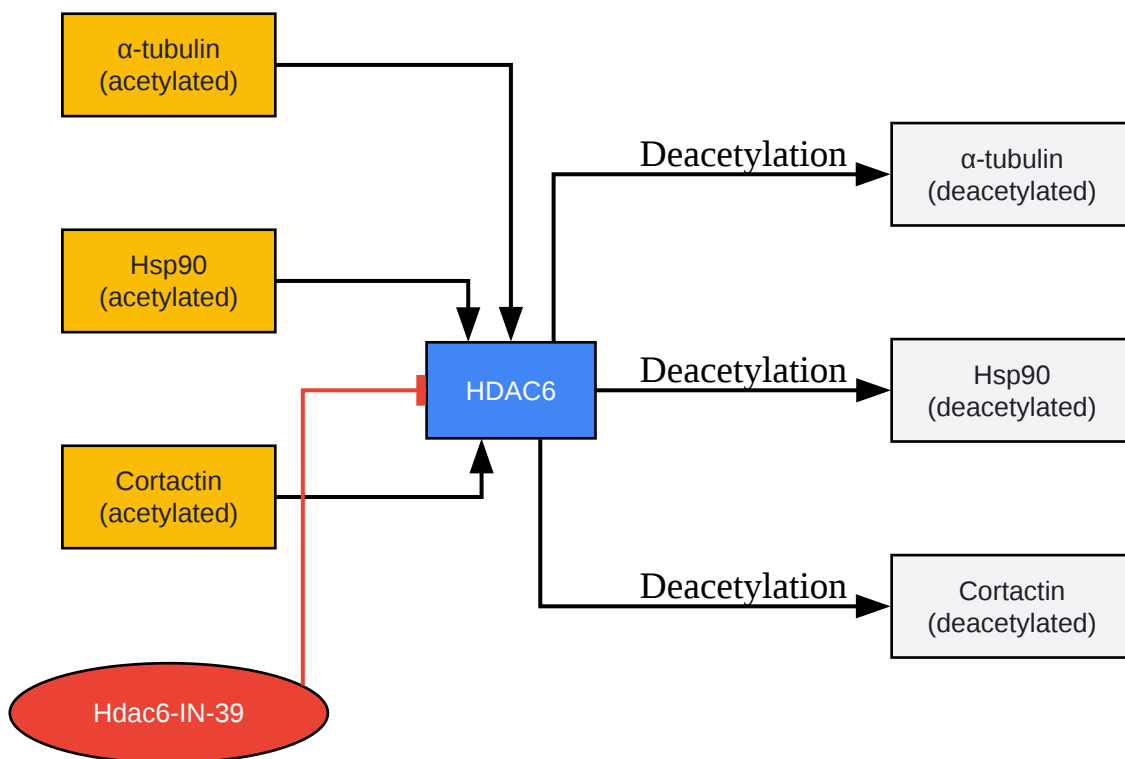 α-tubulin
(acetylated)
Deacetylation
α-tubulin
(deacetylated)
Hsp90
(acetylated)
HDAC6
Deacetylation
Hsp90
(deacetylated)
Cortactin
(acetylated)
Deacetylation
Cortactin
(deacetylated)
Hdac6-IN-39